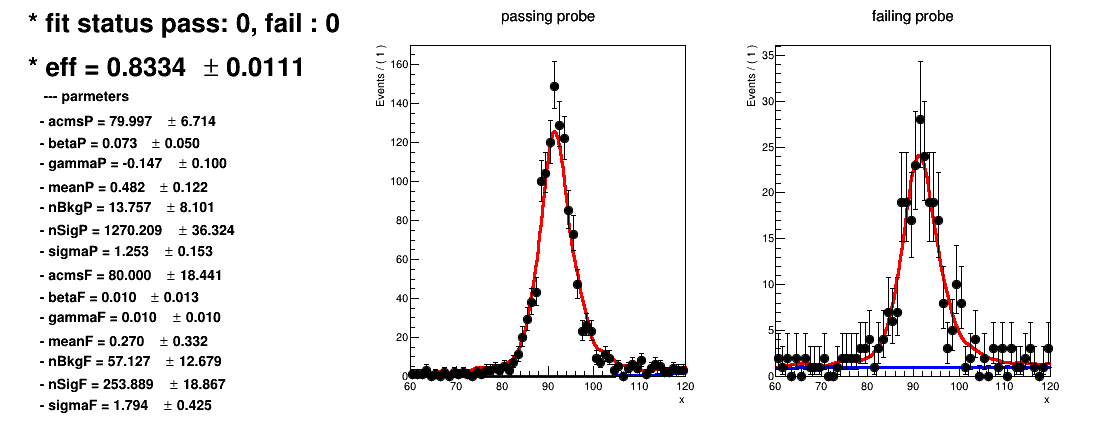 * fit status pass: 0, fail : 0
* eff = 0.8334 ± 0.0111
--- parmeters
- acmsP = 79.997 ± 6.714
- betaP = 0.073 ± 0.050
- gammaP = -0.147 ± 0.100
- meanP = 0.482 ± 0.122
- nBkgP = 13.757 ± 8.101
- nSigP = 1270.209 ± 36.324
- sigmaP = 1.253 ± 0.153
- acmsF = 80.000 ± 18.441
- betaF = 0.010 ± 0.013
- gammaF = 0.010 ± 0.010
- meanF = 0.270 ± 0.332
- nBkgF = 57.127 ± 12.679
- nSigF = 253.889 ± 18.867
- sigmaF = 1.794 ± 0.425
passing probe
Events / ( 1 )
160
140
120
100
80
60
40
20
0
60 70 80 90 100 110 120
x
failing probe
Events / ( 1 )
35
30
25
20
15
10
5
0
60 70 80 90 100 110 120
x